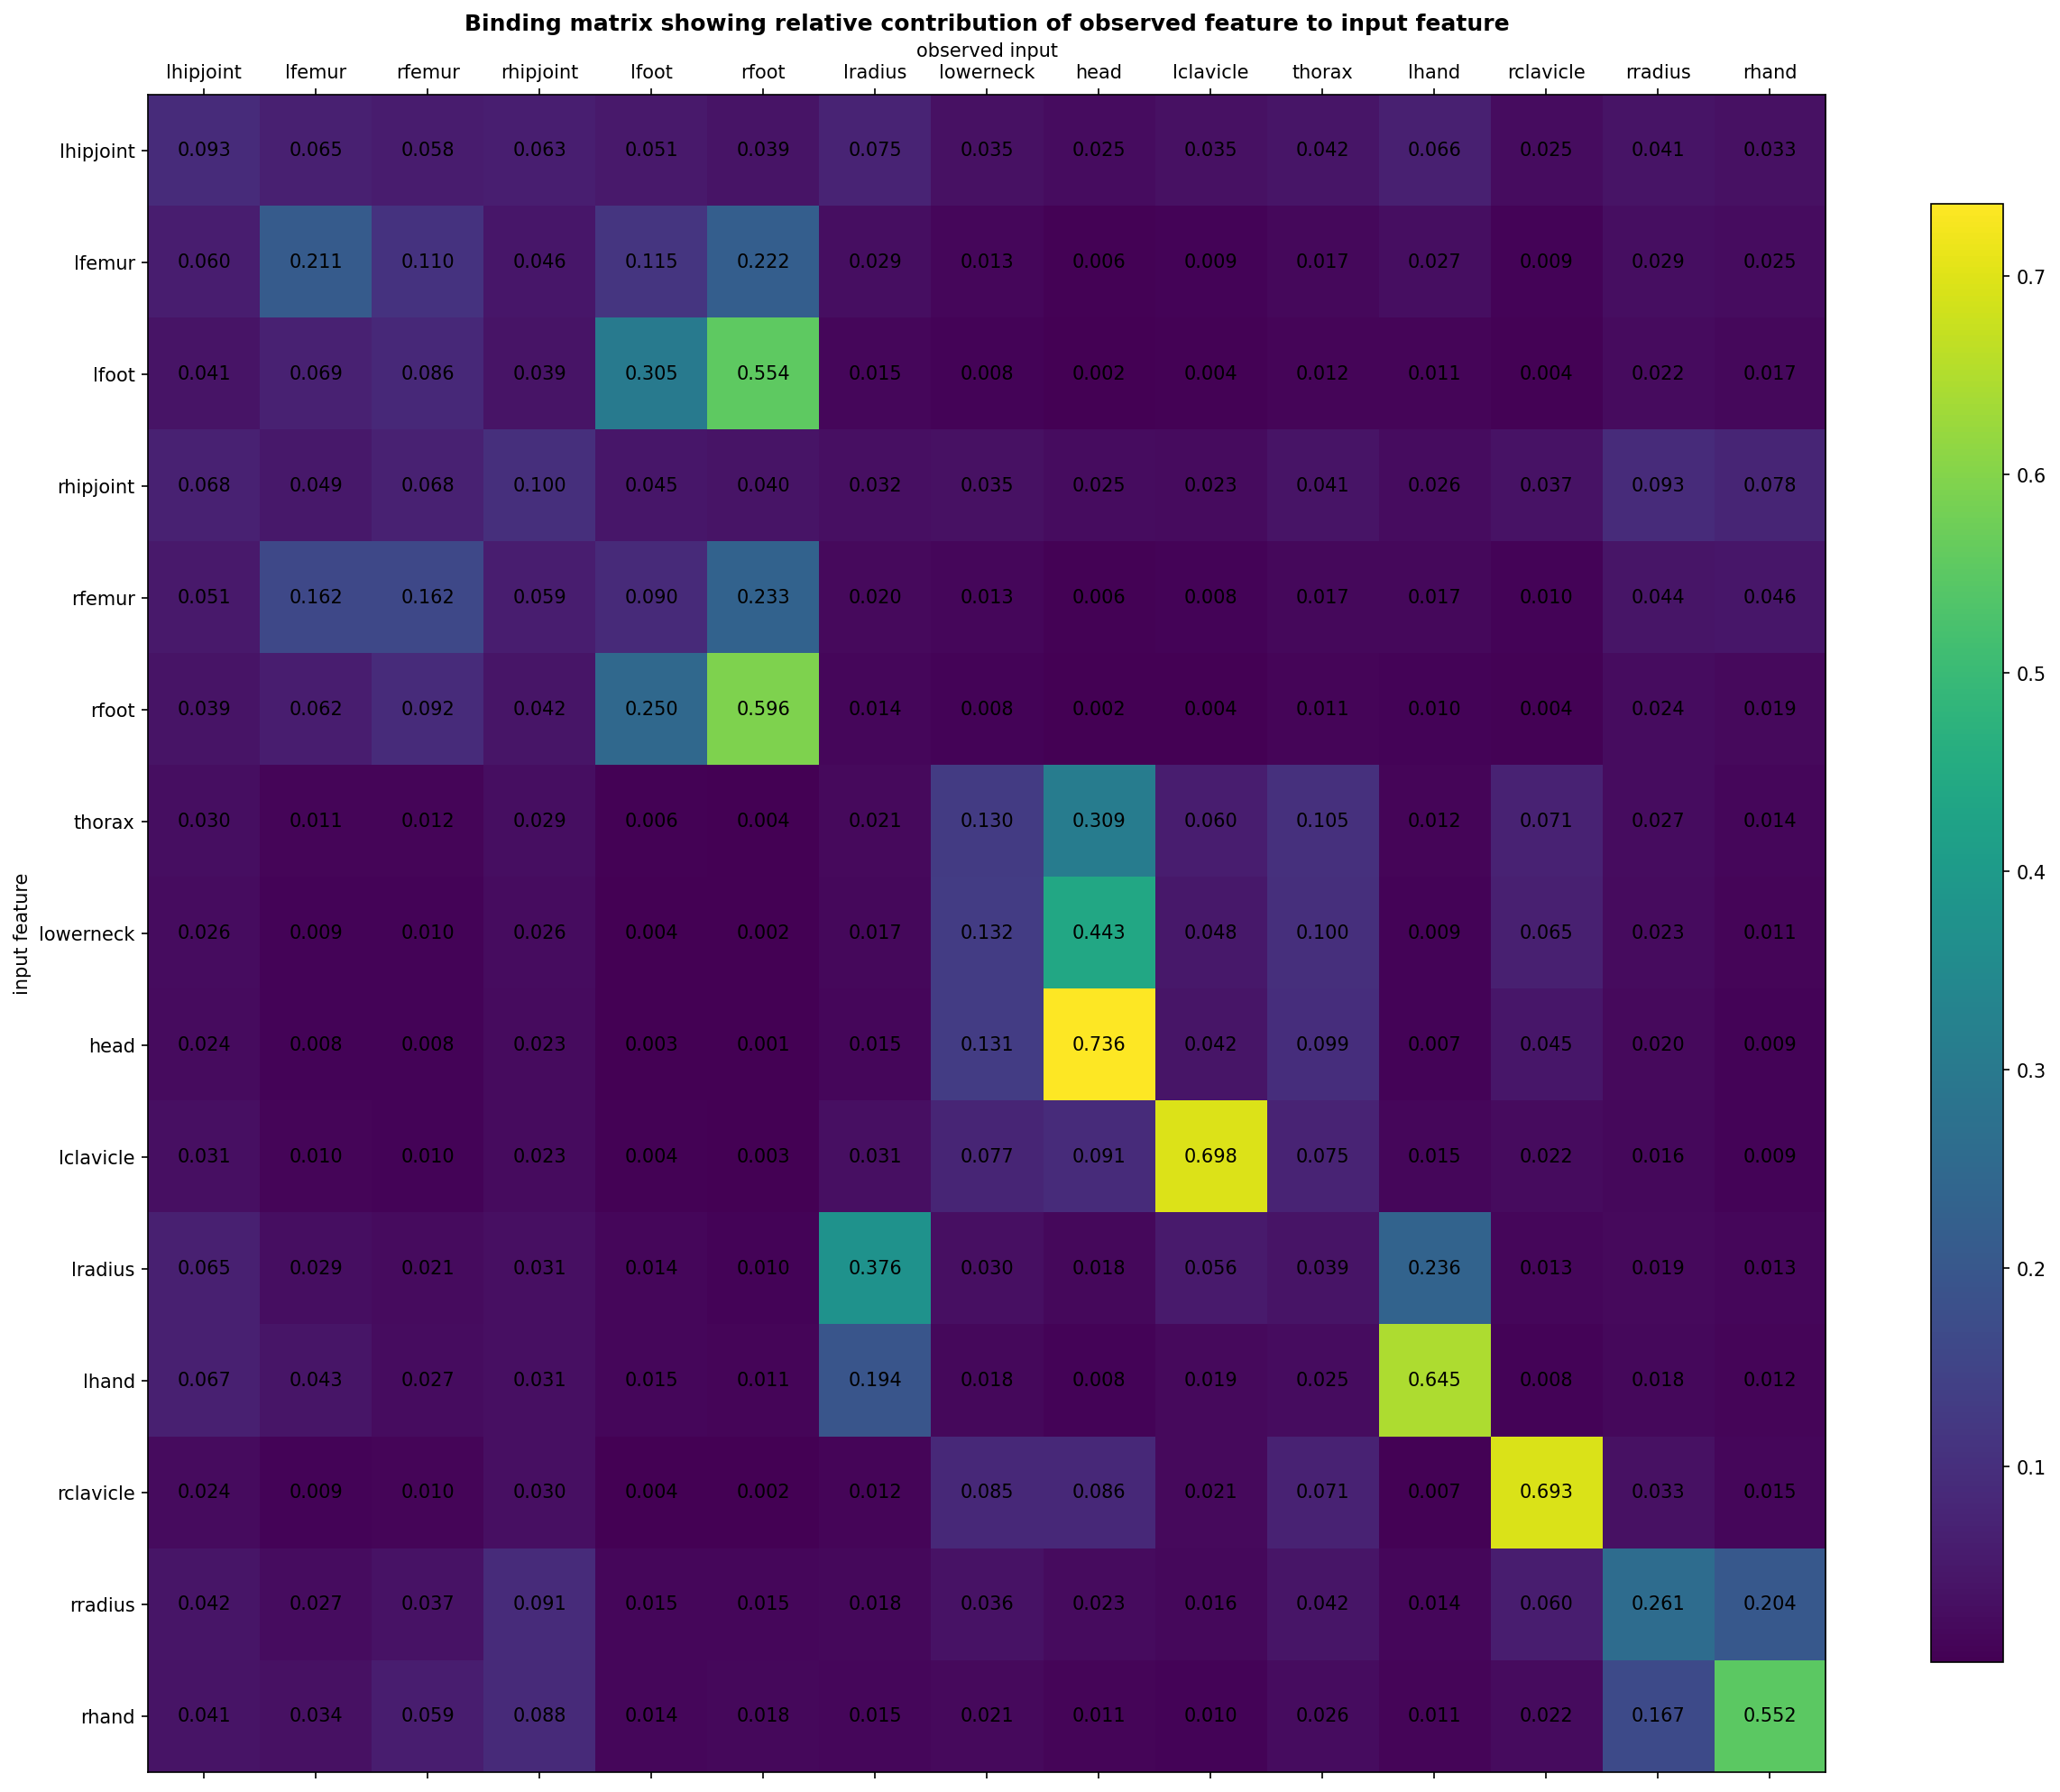 Binding matrix showing relative contribution of observed feature to input feature
observed input
lhipjoint lfemur rfemur rhipjoint lfoot rfoot lradius lowerneck head lclavicle thorax lhand rclavicle rradius rhand
lhipjoint 0.093 0.065 0.058 0.063 0.051 0.039 0.075 0.035 0.025 0.035 0.042 0.066 0.025 0.041 0.033
lfemur 0.060 0.211 0.110 0.046 0.115 0.222 0.029 0.013 0.006 0.009 0.017 0.027 0.009 0.029 0.025
lfoot 0.041 0.069 0.086 0.039 0.305 0.554 0.015 0.008 0.002 0.004 0.012 0.011 0.004 0.022 0.017
rhipjoint 0.068 0.049 0.068 0.100 0.045 0.040 0.032 0.035 0.025 0.023 0.041 0.026 0.037 0.093 0.078
rfemur 0.051 0.162 0.162 0.059 0.090 0.233 0.020 0.013 0.006 0.008 0.017 0.017 0.010 0.044 0.046
rfoot 0.039 0.062 0.092 0.042 0.250 0.596 0.014 0.008 0.002 0.004 0.011 0.010 0.004 0.024 0.019
thorax 0.030 0.011 0.012 0.029 0.006 0.004 0.021 0.130 0.309 0.060 0.105 0.012 0.071 0.027 0.014
lowerneck 0.026 0.009 0.010 0.026 0.004 0.002 0.017 0.132 0.443 0.048 0.100 0.009 0.065 0.023 0.011
head 0.024 0.008 0.008 0.023 0.003 0.001 0.015 0.131 0.736 0.042 0.099 0.007 0.045 0.020 0.009
lclavicle 0.031 0.010 0.010 0.023 0.004 0.003 0.031 0.077 0.091 0.698 0.075 0.015 0.022 0.016 0.009
lradius 0.065 0.029 0.021 0.031 0.014 0.010 0.376 0.030 0.018 0.056 0.039 0.236 0.013 0.019 0.013
lhand 0.067 0.043 0.027 0.031 0.015 0.011 0.194 0.018 0.008 0.019 0.025 0.645 0.008 0.018 0.012
rclavicle 0.024 0.009 0.010 0.030 0.004 0.002 0.012 0.085 0.086 0.021 0.071 0.007 0.693 0.033 0.015
rradius 0.042 0.027 0.037 0.091 0.015 0.015 0.018 0.036 0.023 0.016 0.042 0.014 0.060 0.261 0.204
rhand 0.041 0.034 0.059 0.088 0.014 0.018 0.015 0.021 0.011 0.010 0.026 0.011 0.022 0.167 0.552
input feature
0.7
0.6
0.5
0.4
0.3
0.2
0.1